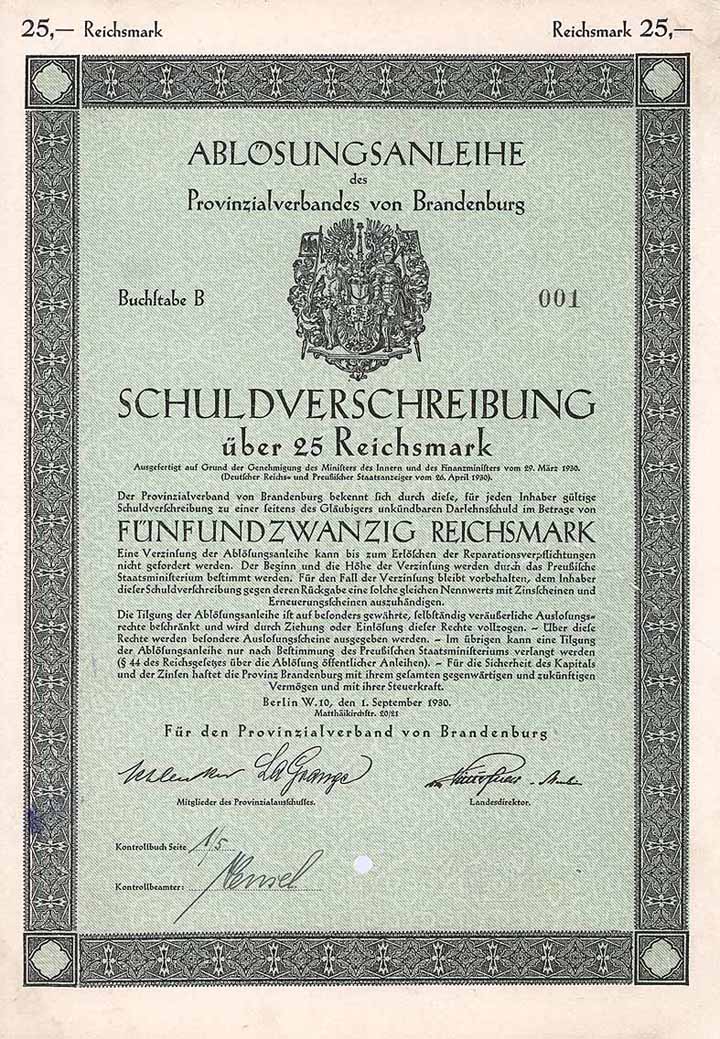 25,— Reichsmark Reichsmark 25,—
ABLÖSUNGSANLEIHE
des
Provinzialverbandes von Brandenburg
Buchstabe B 001
SCHULDVERSCHREIBUNG
über 25 Reichsmark
Ausgefertigt auf Grund der Genehmigung des Ministers des Innern und des Finanzministers vom 29. März 1930.
(Deutscher Reichs- und Preußischer Staatsanzeiger vom 26. April 1930).
Der Provinzialverband von Brandenburg bekennt sich durch diese, für jeden Inhaber gültige
Schuldverschreibung zu einer seitens des Gläubigers unkündbaren Darlehnsschuld im Betrage von
FÜNFUNDZWANZIG REICHSMARK
Eine Verzinsung der Ablösungsanleihe kann bis zum Erlöschen der Reparationsverpflichtungen
nicht gefordert werden. Der Beginn und die Höhe der Verzinsung werden durch das Preußische
Staatsministerium bestimmt werden. Für den Fall der Verzinsung bleibt vorbehalten, dem Inhaber
dieser Schuldverschreibung gegen deren Rückgabe eine solche gleichen Nennwerts mit Zinsscheinen und
Erneuerungsscheinen auszuhändigen.
Die Tilgung der Ablösungsanleihe ist auf besonders gewährte, selbständig veräußerliche Auslosungs-
rechte beschränkt und wird durch Ziehung oder Einlösung dieser Rechte vollzogen. – Über diese
Rechte werden besondere Auslosungsscheine ausgegeben werden. – Im übrigen kann eine Tilgung
der Ablösungsanleihe nur nach Bestimmung des Preußischen Staatsministeriums verlangt werden
(§ 44 des Reichsgesetzes über die Ablösung öffentlicher Anleihen). – Für die Sicherheit des Kapitals
und der Zinsen haftet die Provinz Brandenburg mit ihrem gesamten gegenwärtigen und zukünftigen
Vermögen und mit ihrer Steuerkraft.
Berlin W. 10, den 1. September 1930.
Matthäikirchstr. 20/21
Für den Provinzialverband von Brandenburg
La Grange
Mitglieder des Provinzialausschusses. Landesdirektor.
Kontrollbuch Seite 1/5
Kontrollbeamter: